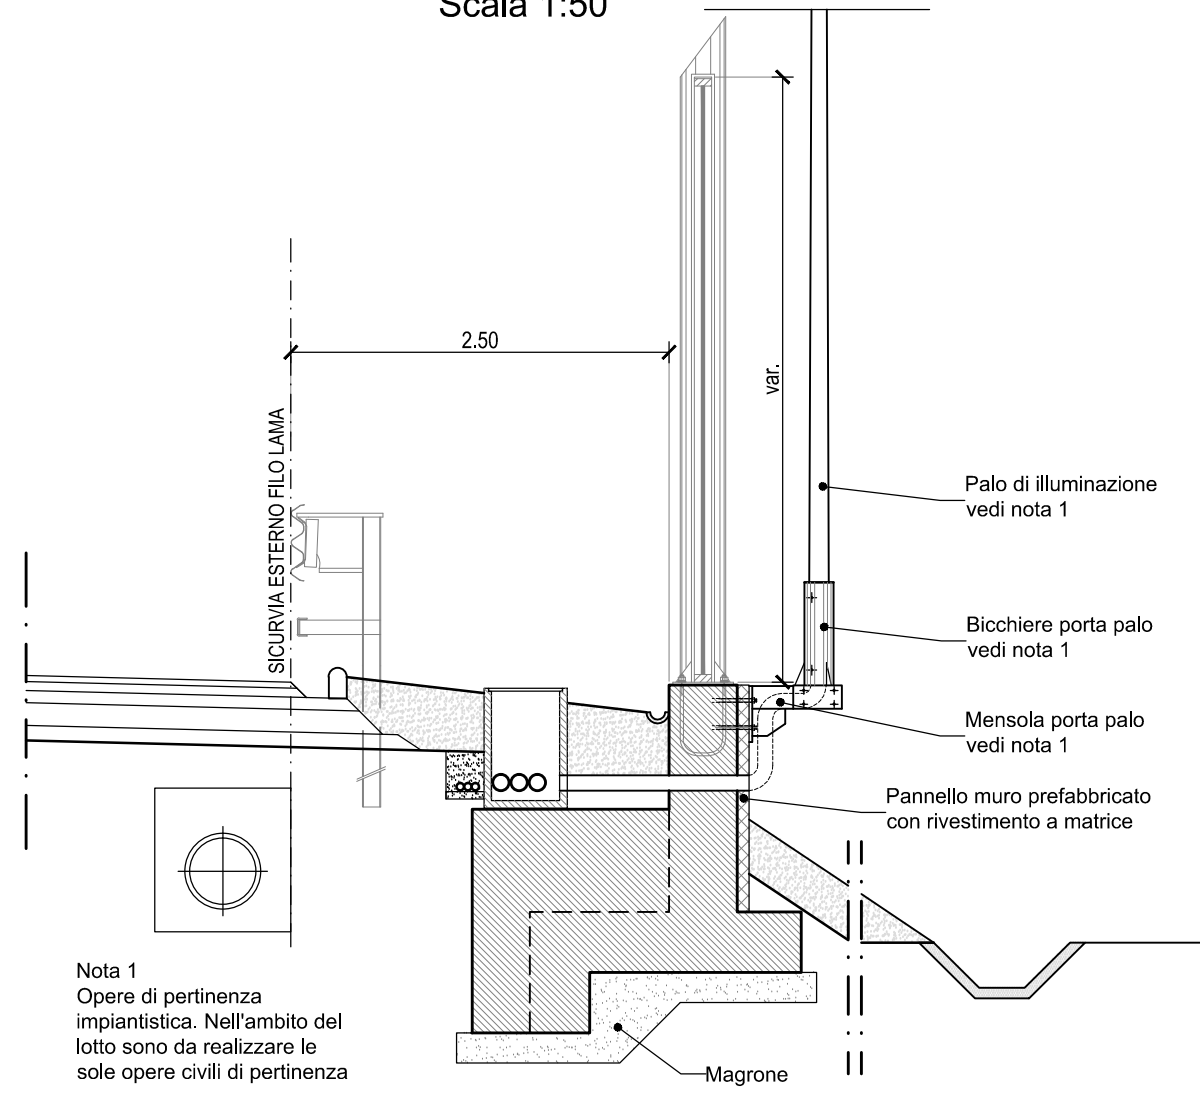 Scala 1:50
2.50
var.
SICURVIA ESTERNO FILO LAMA
Palo di illuminazione
vedi nota 1
Bicchiere porta palo
vedi nota 1
Mensola porta palo
vedi nota 1
Pannello muro prefabbricato
con rivestimento a matrice
Nota 1
Opere di pertinenza
impiantistica. Nell'ambito del
lotto sono da realizzare le
sole opere civili di pertinenza
Magrone